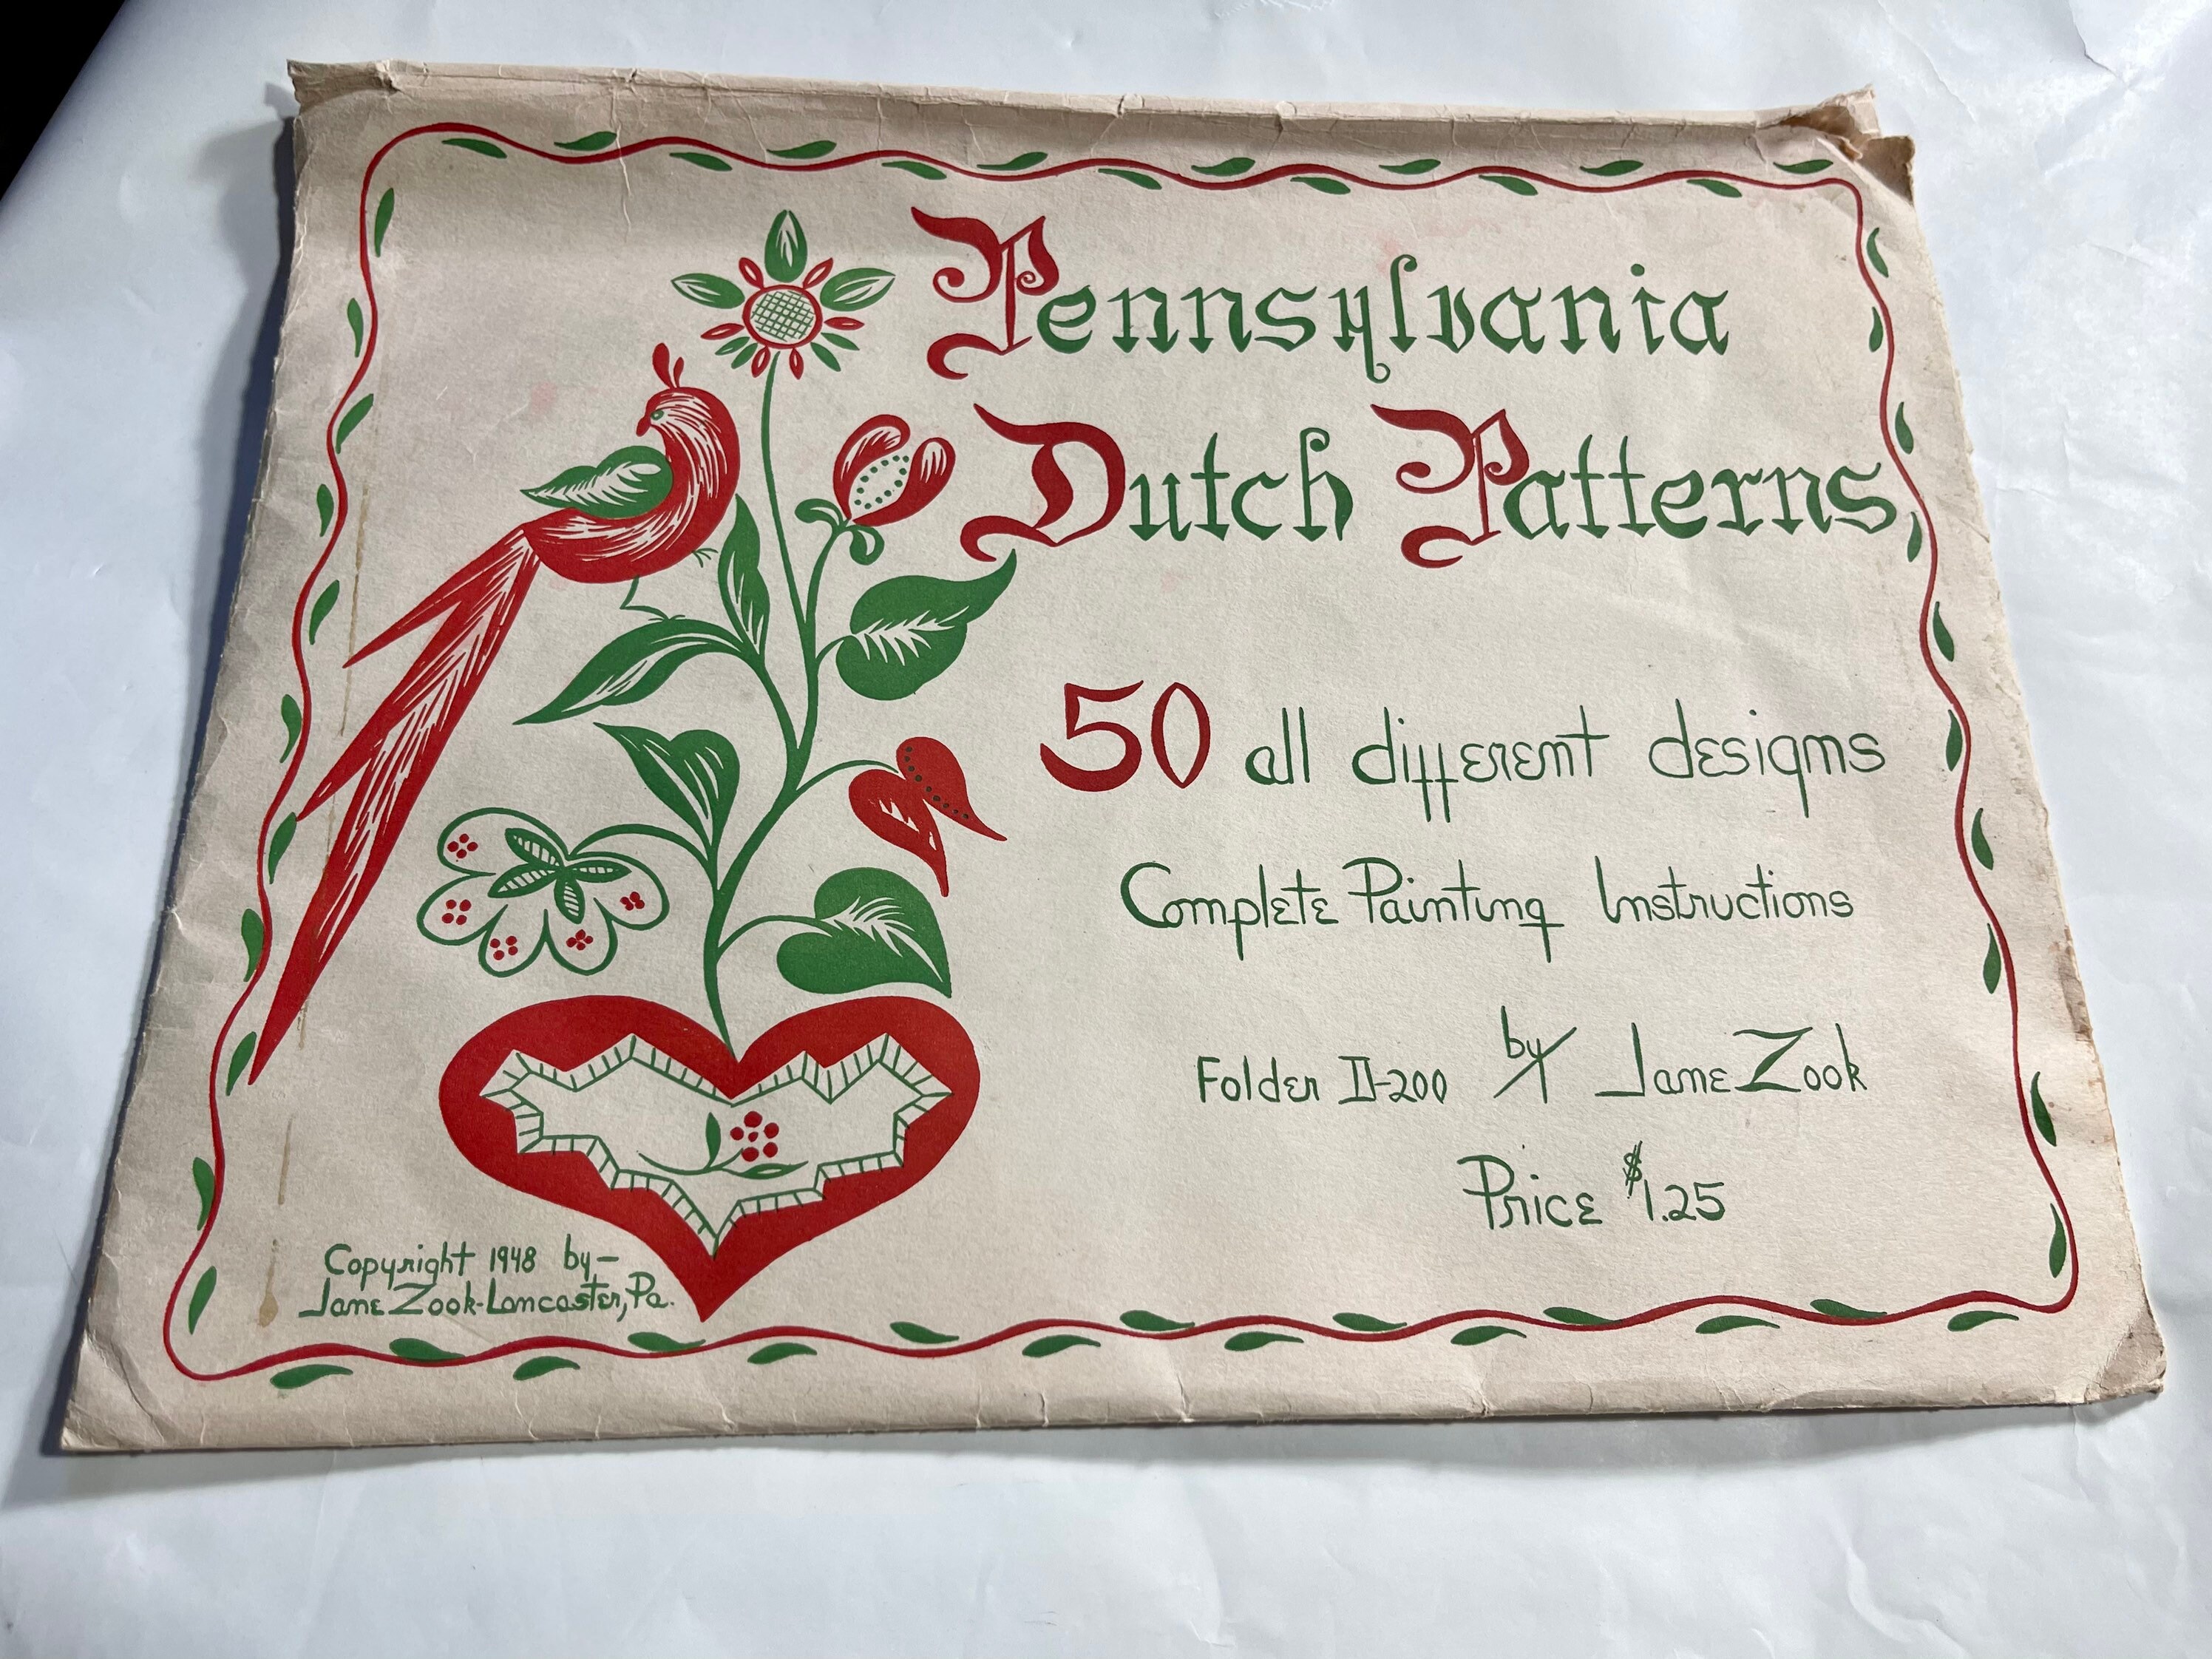 Pennsylvania
Dutch Patterns
50 all different designs
Complete Painting Instructions
Folder II-200 by Jane Zook
Price $1.25
Copyright 1948 by-
Jane Zook-Lancaster, Pa.